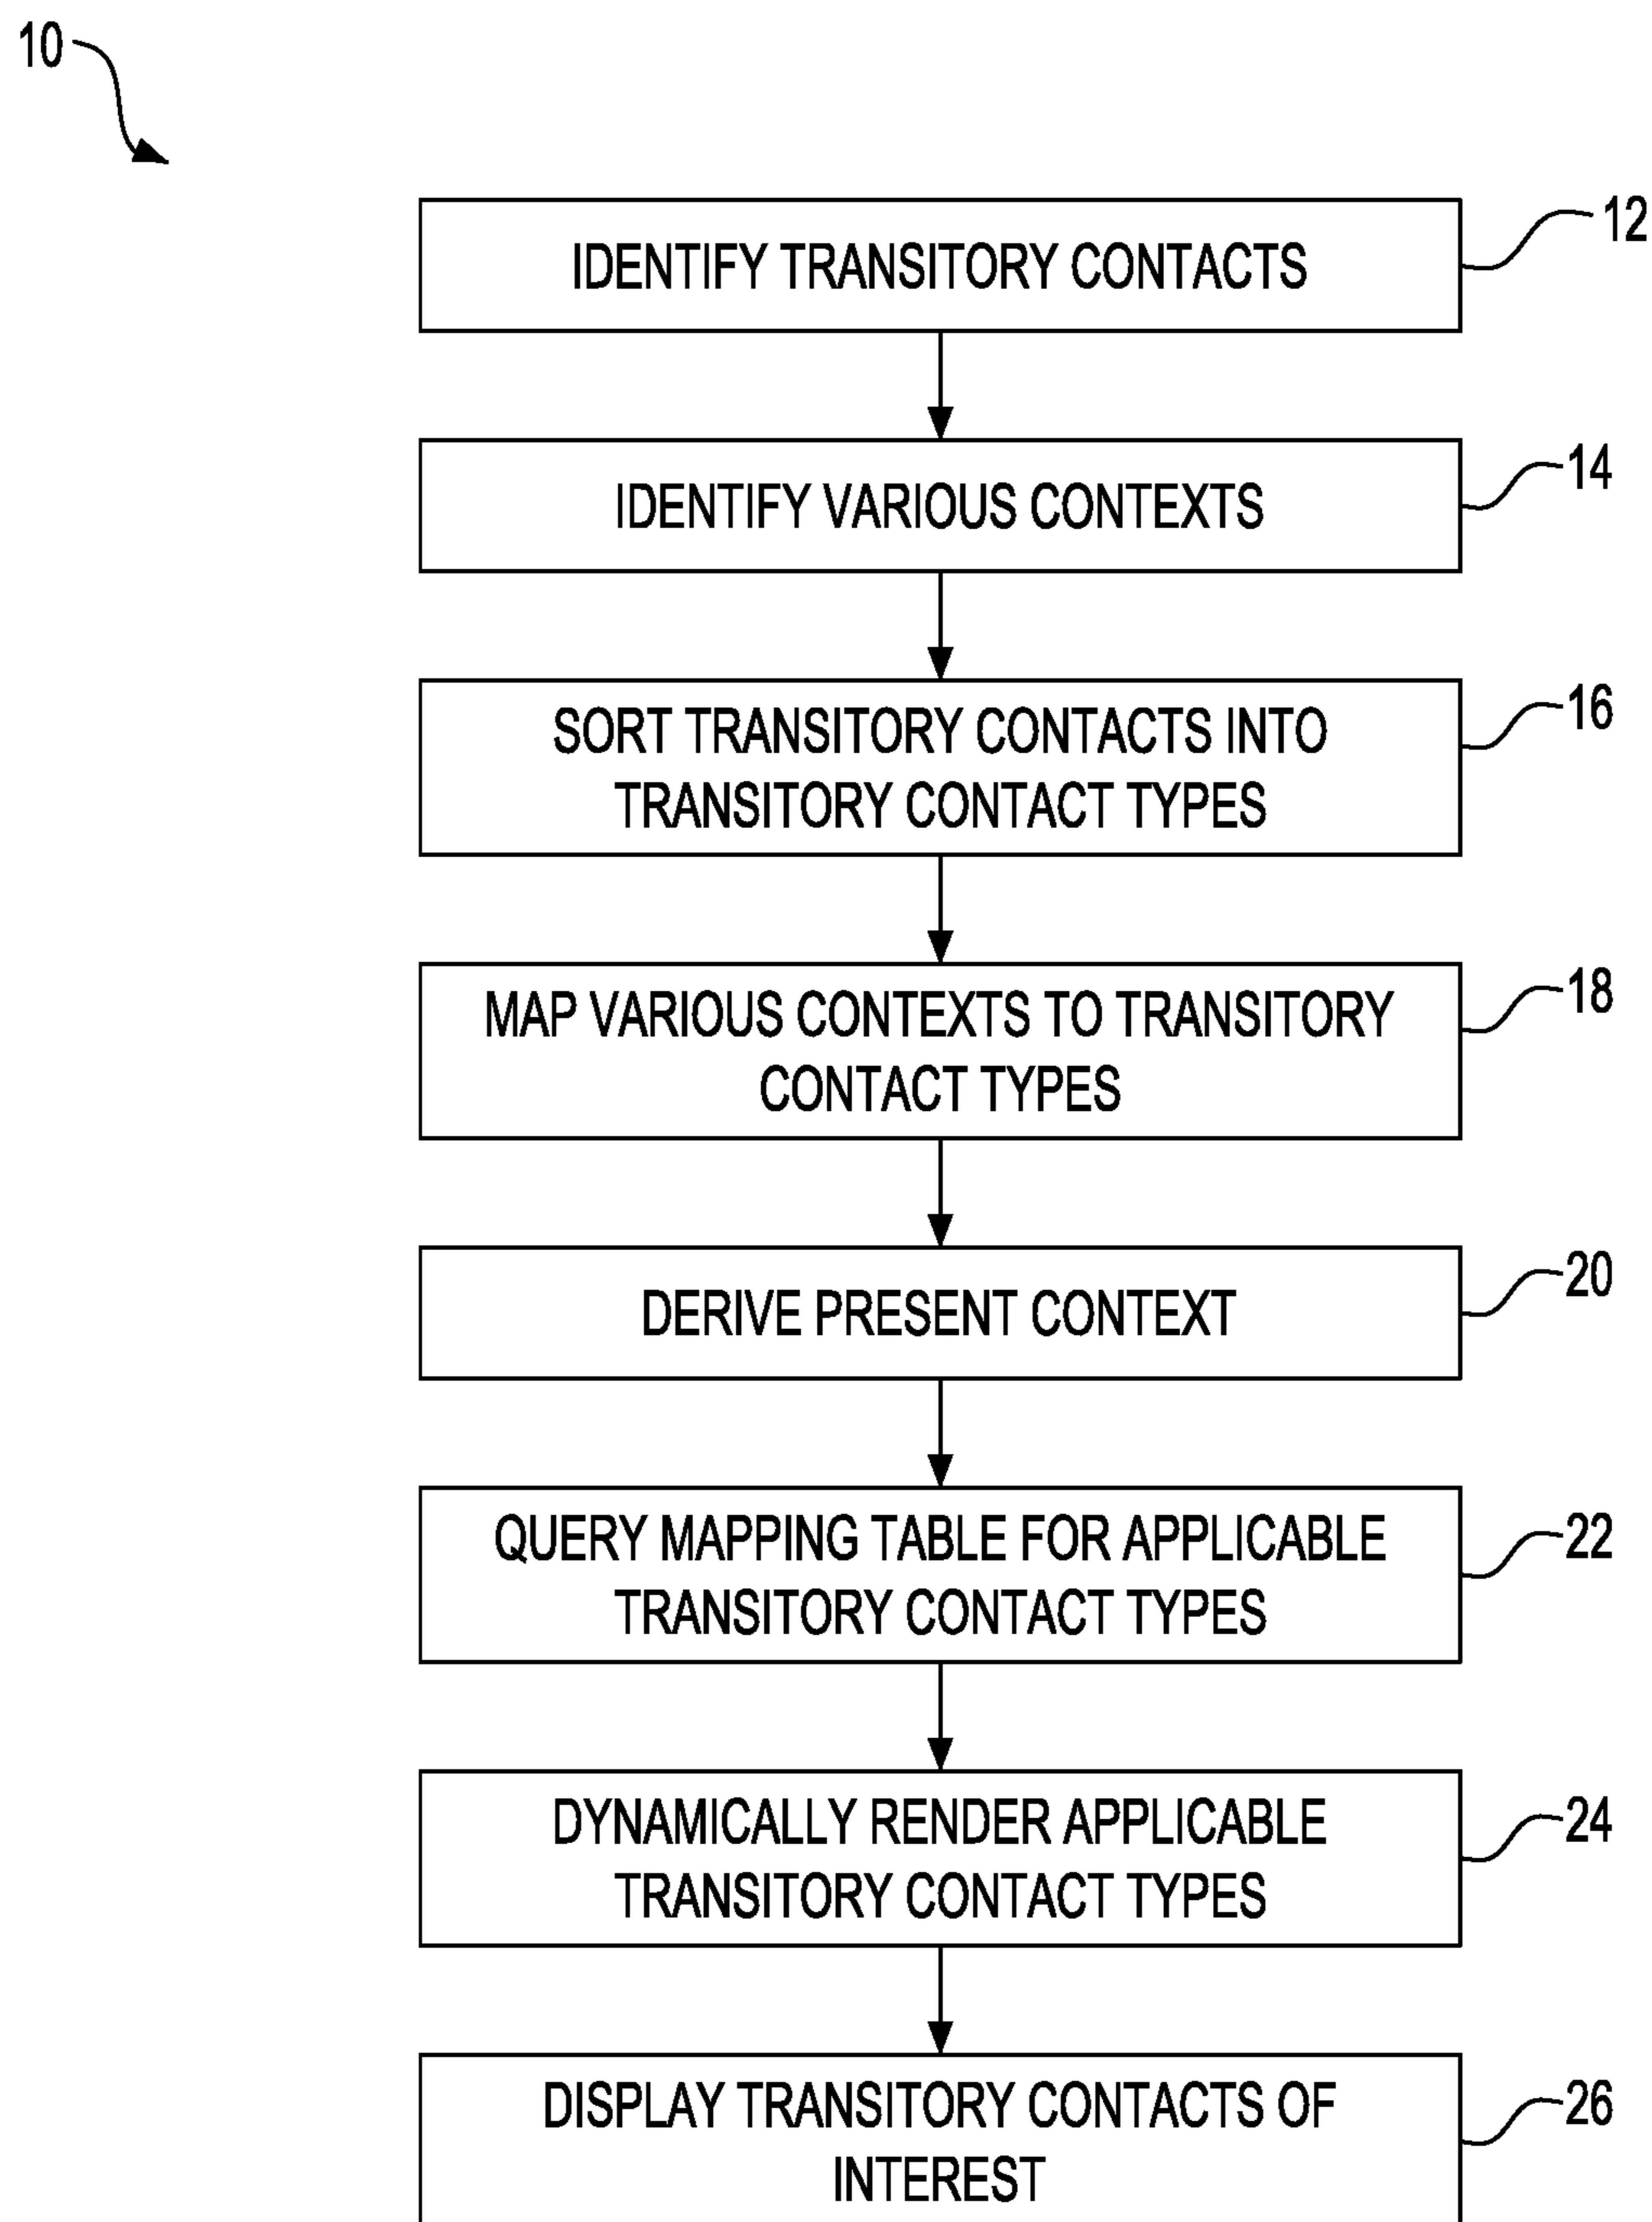 10
IDENTIFY TRANSITORY CONTACTS
12
IDENTIFY VARIOUS CONTEXTS
14
SORT TRANSITORY CONTACTS INTO
TRANSITORY CONTACT TYPES
16
MAP VARIOUS CONTEXTS TO TRANSITORY
CONTACT TYPES
18
DERIVE PRESENT CONTEXT
20
QUERY MAPPING TABLE FOR APPLICABLE
TRANSITORY CONTACT TYPES
22
DYNAMICALLY RENDER APPLICABLE
TRANSITORY CONTACT TYPES
24
DISPLAY TRANSITORY CONTACTS OF
INTEREST
26